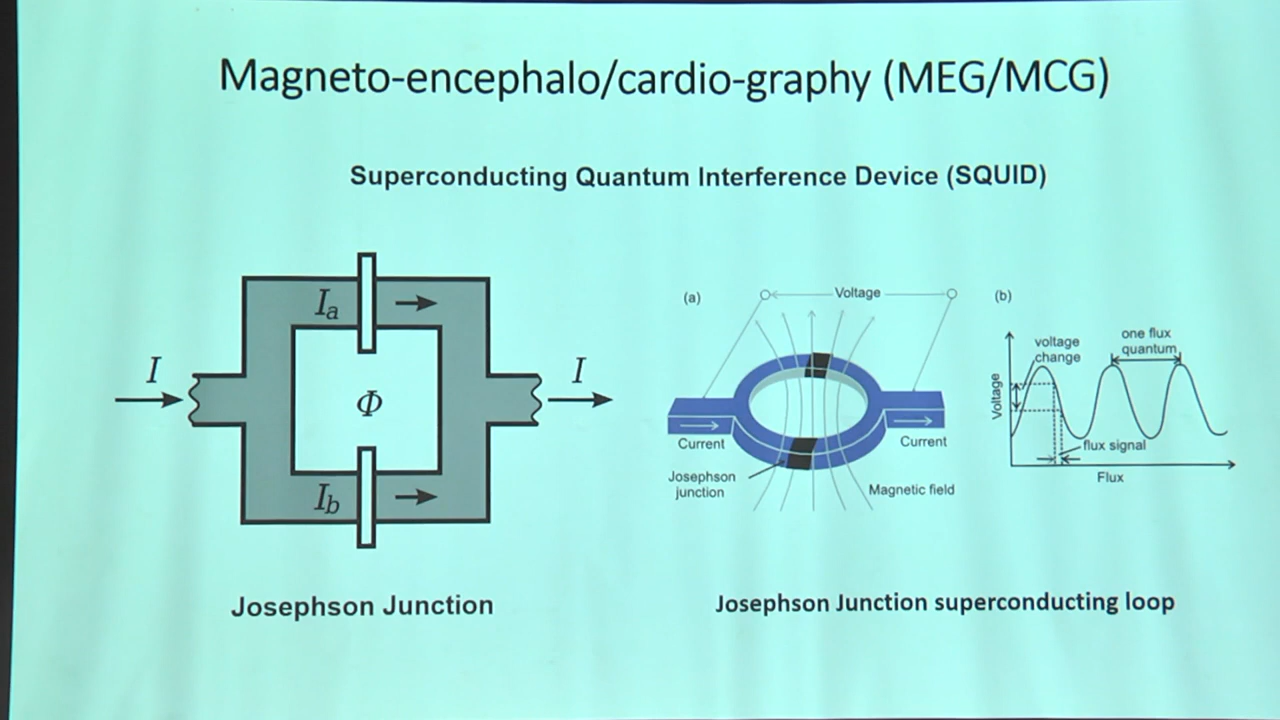 Magneto-encephalo/cardio-graphy (MEG/MCG)
Superconducting Quantum Interference Device (SQUID)
Ia
I
I
Φ
Ib
Josephson Junction
(a)
Voltage
Current
Current
Josephson
junction
Magnetic field
(b)
voltage
change
one flux
quantum
Voltage
flux signal
Flux
Josephson Junction superconducting loop